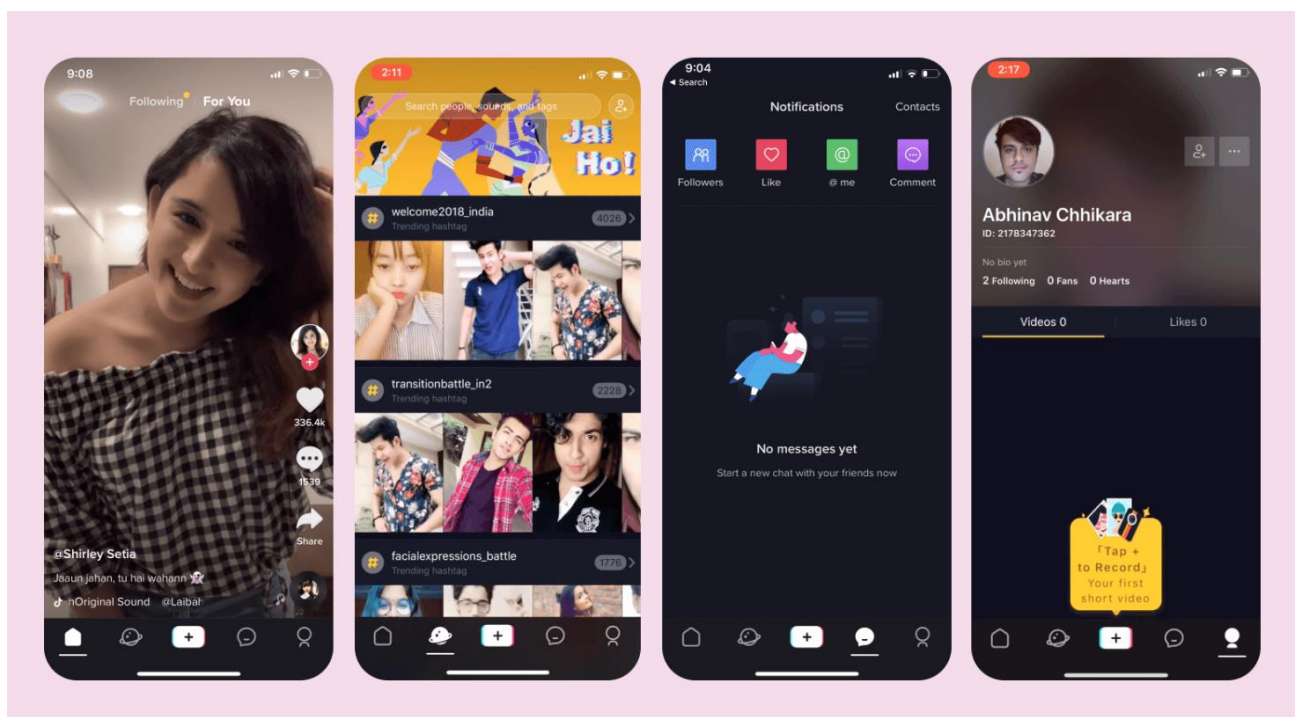 9:08
Following For You
336.4k
1539
Share
@Shirley Setia
Jaaun jahan, tu hai wahann
nOriginal Sound @Laibah
2:11
Search people, sounds, and tags
Jai
Ho!
welcome2018_india
4026
Trending hashtag
transitionbattle_in2
2228
Trending hashtag
facialexpressions_battle
1776
Trending hashtag
9:04
Search
Notifications Contacts
Followers Like @ me Comment
No messages yet
Start a new chat with your friends now
2:17
Abhinav Chhikara
ID: 2178347362
No bio yet
2 Following 0 Fans 0 Hearts
Videos 0 Likes 0
「Tap +
to Record」
Your first
short video